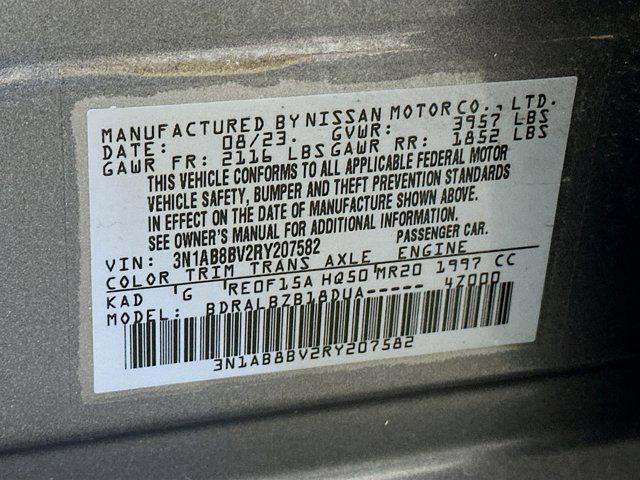 MANUFACTURED BY NISSAN MOTOR CO., LTD.
DATE: 08/23. GVWR: 3957 LBS
GAWR FR: 2116 LBS GAWR RR: 1852 LBS
THIS VEHICLE CONFORMS TO ALL APPLICABLE FEDERAL MOTOR
VEHICLE SAFETY, BUMPER AND THEFT PREVENTION STANDARDS
IN EFFECT ON THE DATE OF MANUFACTURE SHOWN ABOVE.
SEE OWNER'S MANUAL FOR ADDITIONAL INFORMATION.
VIN: 3N1AB8BV2RY207582 PASSENGER CAR.
COLOR TRIM TRANS AXLE ENGINE
KAD G RE0F15A HQ50 MR20 1997 CC
MODEL: BDRALBZB18DUA----- 4Z000
3N1AB8BV2RY207582